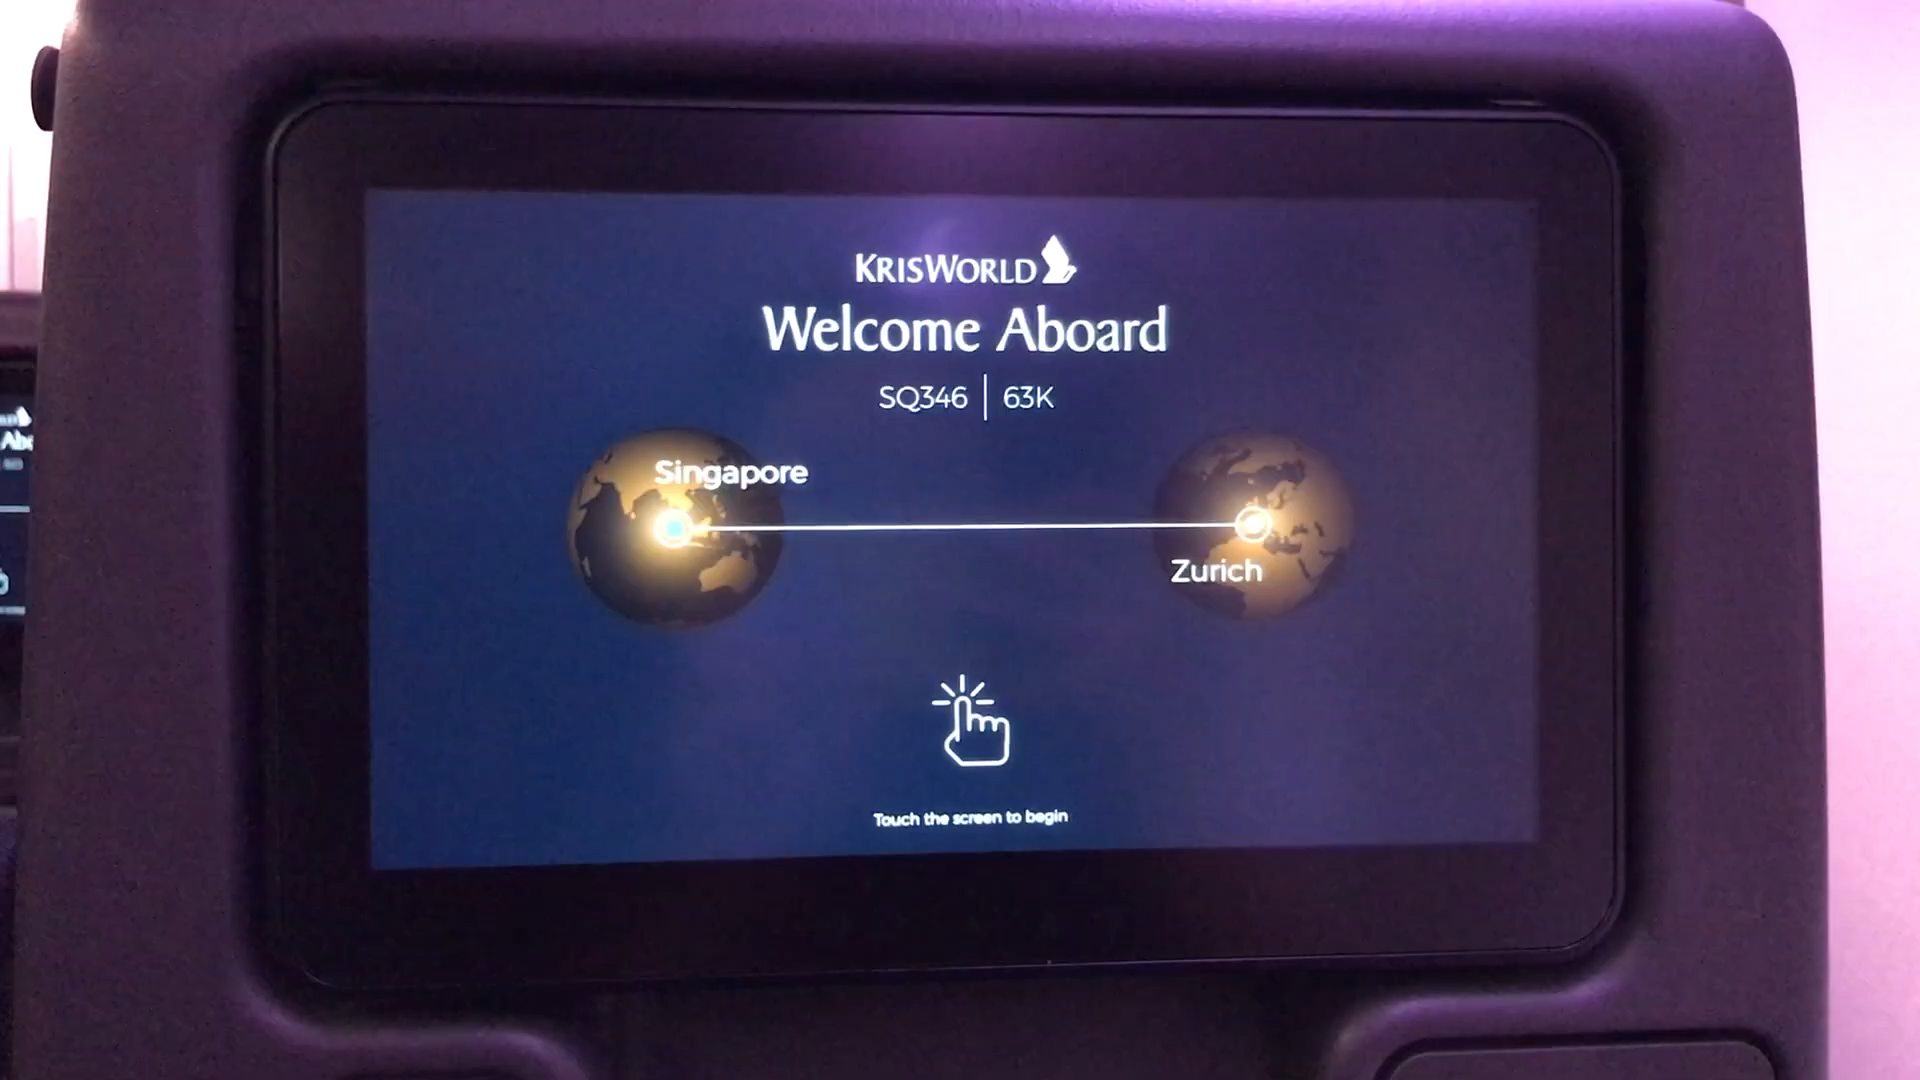 KRISWORLD
Welcome Aboard
SQ346 | 63K
Singapore
Zurich
Touch the screen to begin